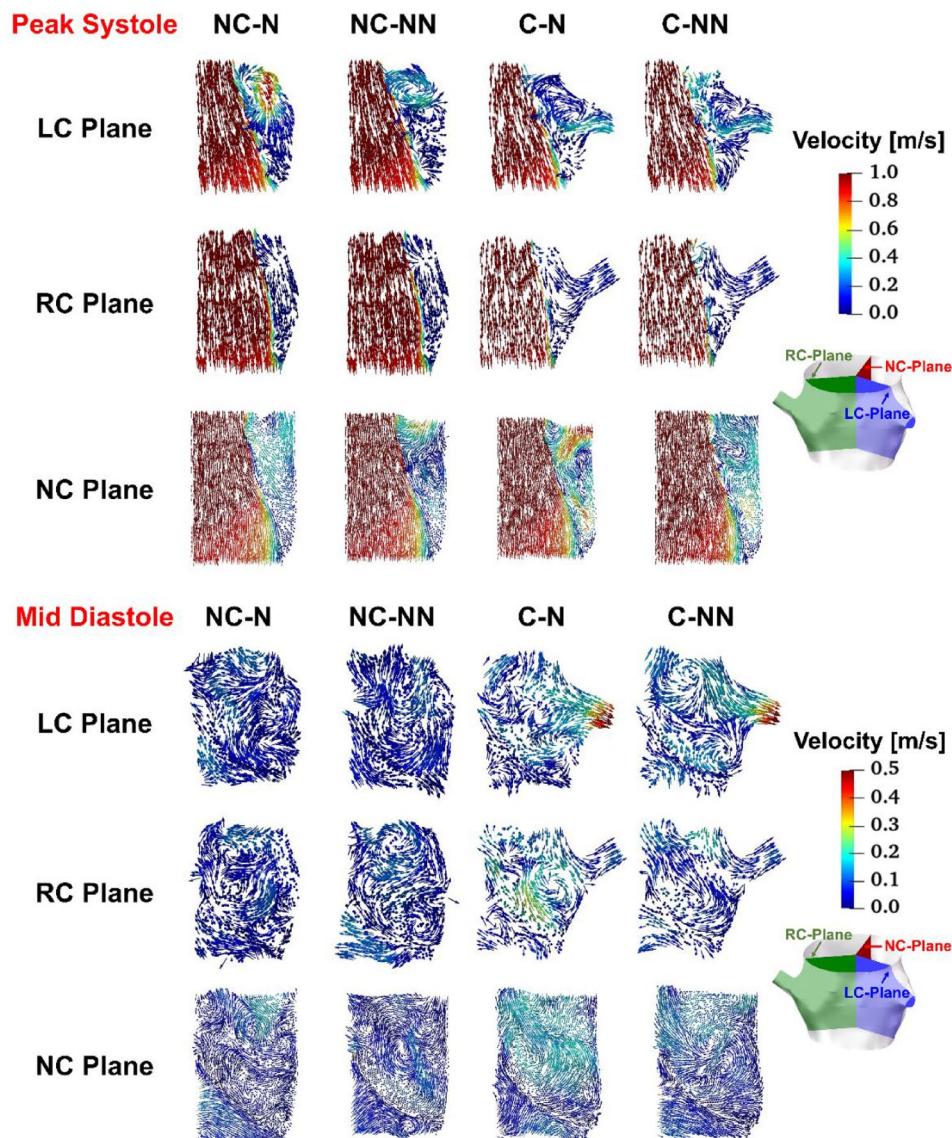 Peak Systole NC-N NC-NN C-N C-NN
LC Plane
Velocity [m/s]
1.0
0.8
0.6
0.4
0.2
0.0
RC Plane
RC-Plane
NC-Plane
LC-Plane
NC Plane
Mid Diastole NC-N NC-NN C-N C-NN
LC Plane
Velocity [m/s]
0.5
0.4
0.3
0.2
0.1
0.0
RC Plane
RC-Plane
NC-Plane
LC-Plane
NC Plane